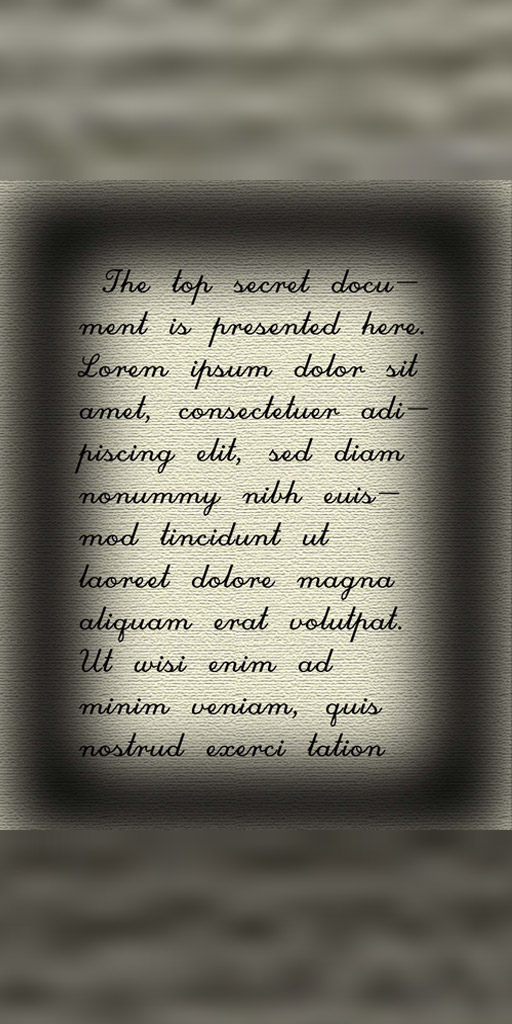 The top secret docu—
ment is presented here.
Lorem ipsum dolor sit
amet, consectetuer adi—
piscing elit, sed diam
nonummy nibh euis—
mod tincidunt ut
laoreet dolore magna
aliquam erat volutpat.
Ut wisi enim ad
minim veniam, quis
nostrud exerci tation